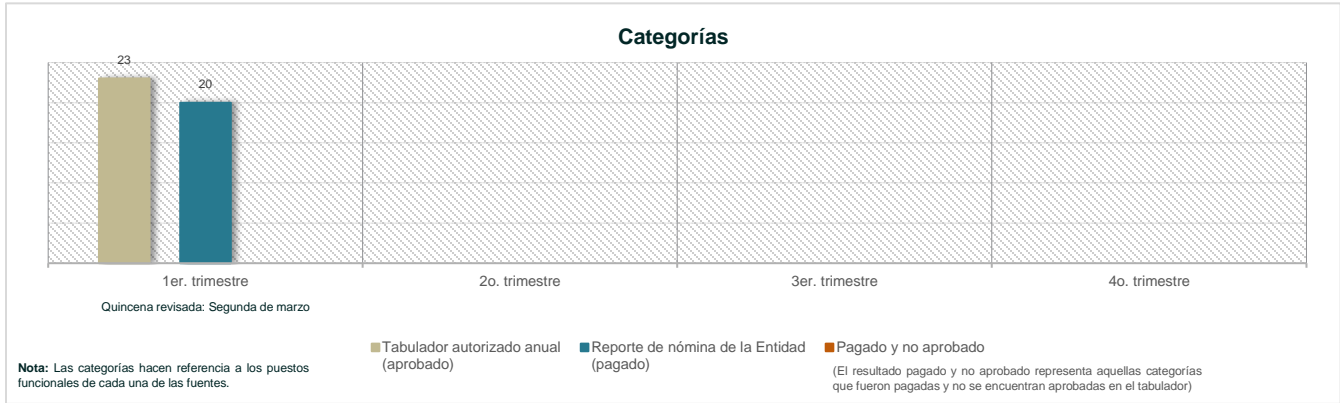 Categorías
23
20
1er. trimestre
2o. trimestre
3er. trimestre
4o. trimestre
Quincena revisada: Segunda de marzo
Tabulador autorizado anual
(aprobado)
Reporte de nómina de la Entidad
(pagado)
Pagado y no aprobado
(El resultado pagado y no aprobado representa aquellas categorías
que fueron pagadas y no se encuentran aprobadas en el tabulador)
Nota: Las categorías hacen referencia a los puestos
funcionales de cada una de las fuentes.